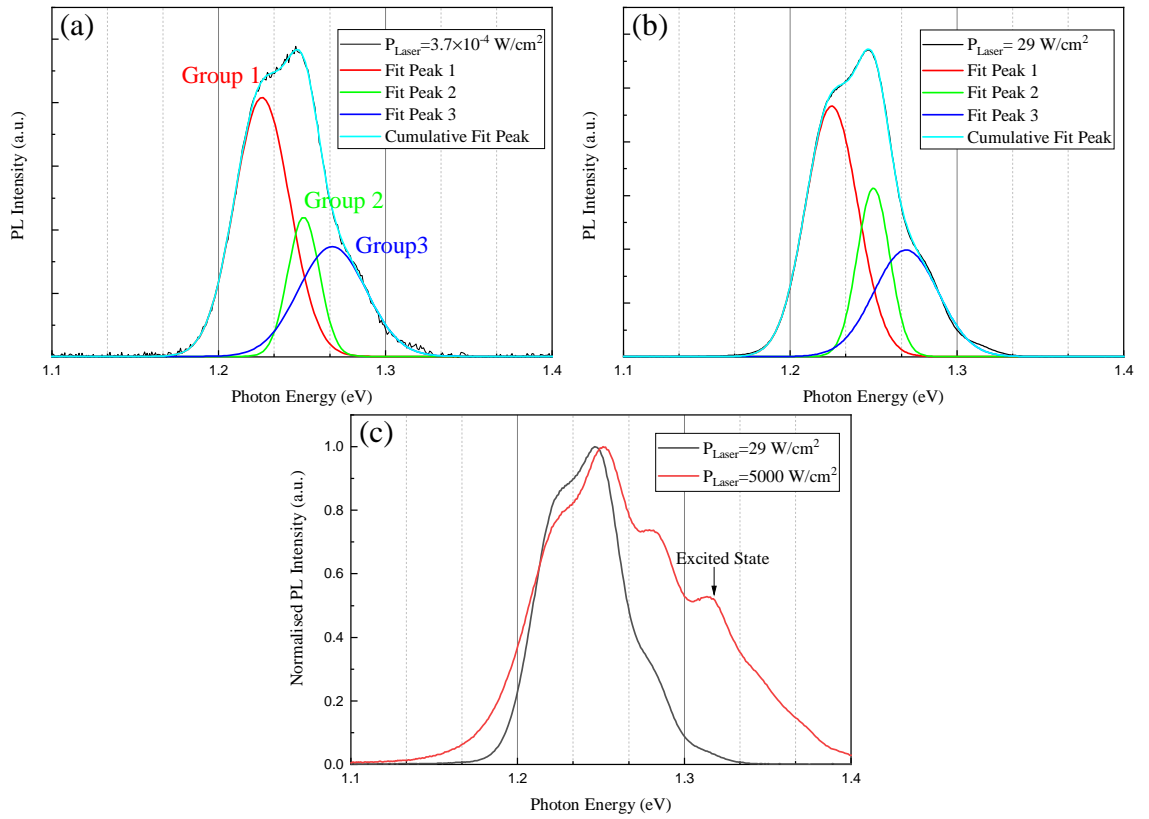 (a)
P_Laser=3.7×10⁻⁴ W/cm²
Fit Peak 1
Fit Peak 2
Fit Peak 3
Cumulative Fit Peak
Group 1
Group 2
Group3
PL Intensity (a.u.)
1.1 1.2 1.3 1.4
Photon Energy (eV)
(b)
P_Laser= 29 W/cm²
Fit Peak 1
Fit Peak 2
Fit Peak 3
Cumulative Fit Peak
PL Intensity (a.u.)
1.1 1.2 1.3 1.4
Photon Energy (eV)
(c)
P_Laser=29 W/cm²
P_Laser=5000 W/cm²
Excited State
Normalised PL Intensity (a.u.)
1.0
0.8
0.6
0.4
0.2
0.0
1.1 1.2 1.3 1.4
Photon Energy (eV)